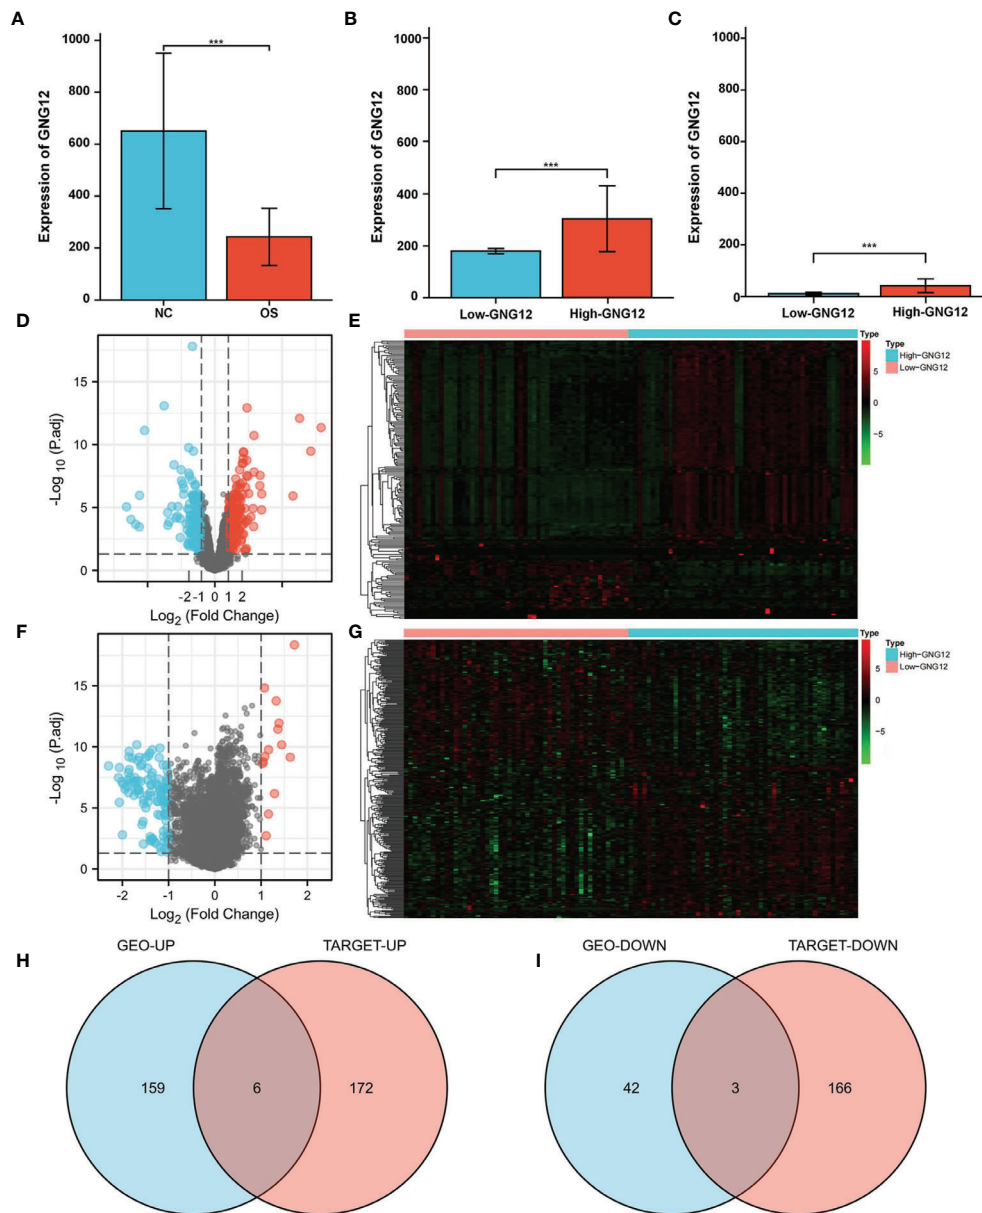 A
Expression of GNG12
1000
800
600
400
200
0
***
NC
OS
B
Expression of GNG12
1000
800
600
400
200
0
***
Low-GNG12
High-GNG12
C
Expression of GNG12
1000
800
600
400
200
0
***
Low-GNG12
High-GNG12
D
-Log 10 (P.adj)
15
10
5
0
-2 -1 0 1 2
Log2 (Fold Change)
E
Type
5
0
−5
Type
High−GNG12
Low−GNG12
F
-Log 10 (P.adj)
15
10
5
0
-2 -1 0 1 2
Log2 (Fold Change)
G
Type
5
0
−5
Type
High−GNG12
Low−GNG12
H
GEO-UP
TARGET-UP
159
6
172
I
GEO-DOWN
TARGET-DOWN
42
3
166